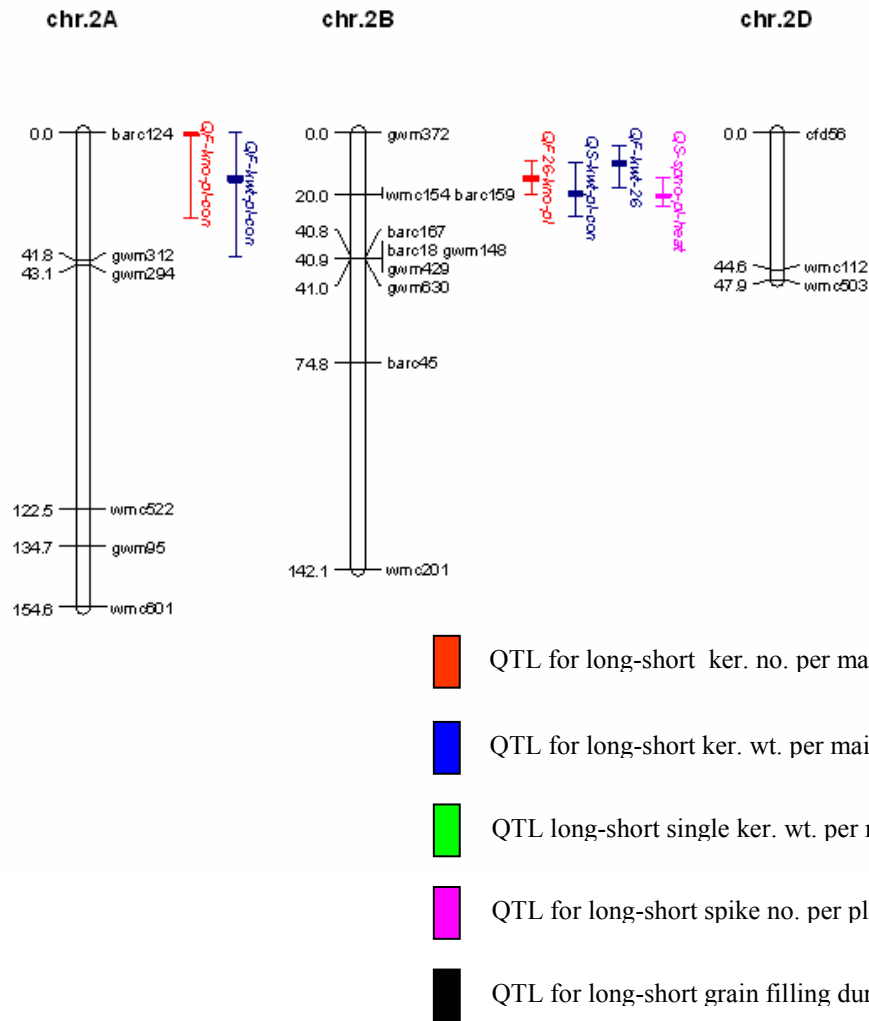 chr.2A
chr.2B
chr.2D
0.0 barc124
41.8 gwm312
43.1 gwm294
122.5 wmc522
134.7 gwm95
154.6 wmc601
QF-kno-pl-con
QF-kwt-pl-con
0.0 gwm372
20.0 wmc154 barc159
40.8 barc167
40.9 barc18 gwm148
gwm429
41.0 gwm630
74.8 barc45
142.1 wmc201
QF26-kno-pl
QS-kwt-pl-con
QF-kwt-26
QS-spno-pl-heat
0.0 cfd56
44.6 wmc112
47.9 wmc503
QTL for long-short ker. no. per ma
QTL for long-short ker. wt. per mai
QTL long-short single ker. wt. per
QTL for long-short spike no. per pl
QTL for long-short grain filling dur